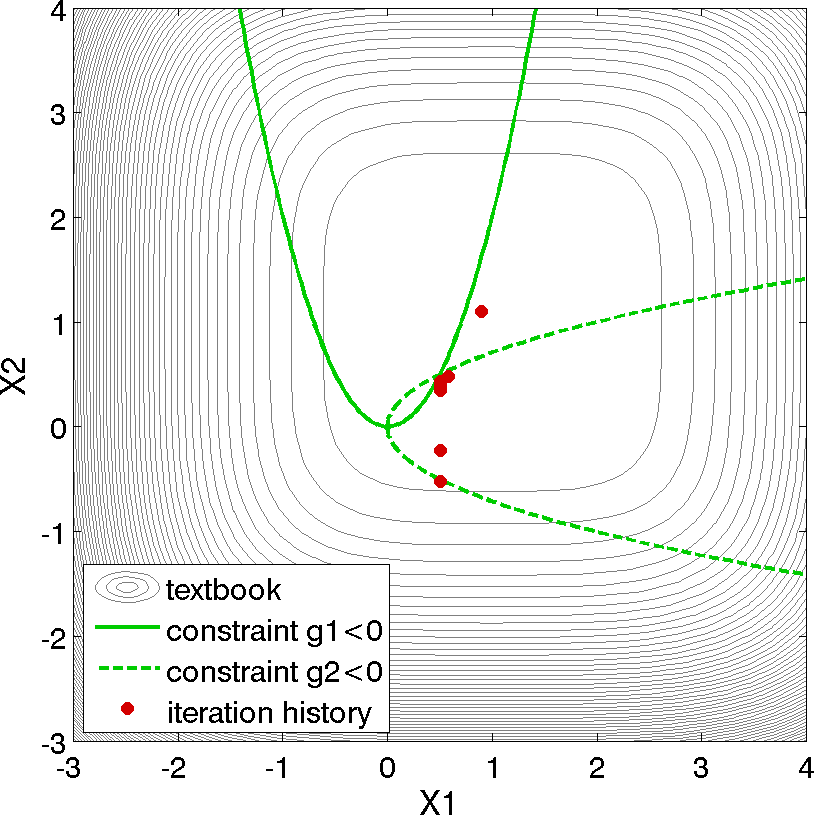 4
3
2
1
0
-1
-2
-3
X2
textbook
constraint g1<0
constraint g2<0
iteration history
-3 -2 -1 0 1 2 3 4
X1